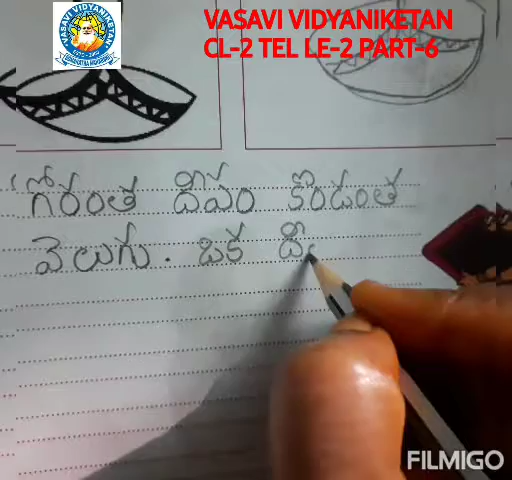 VASAVI VIDYANIKETAN
CL-2 TEL LE-2 PART-6
గోరంత దీపం కొండంత
వెలుగు. ఒక దీ
FILMIGO